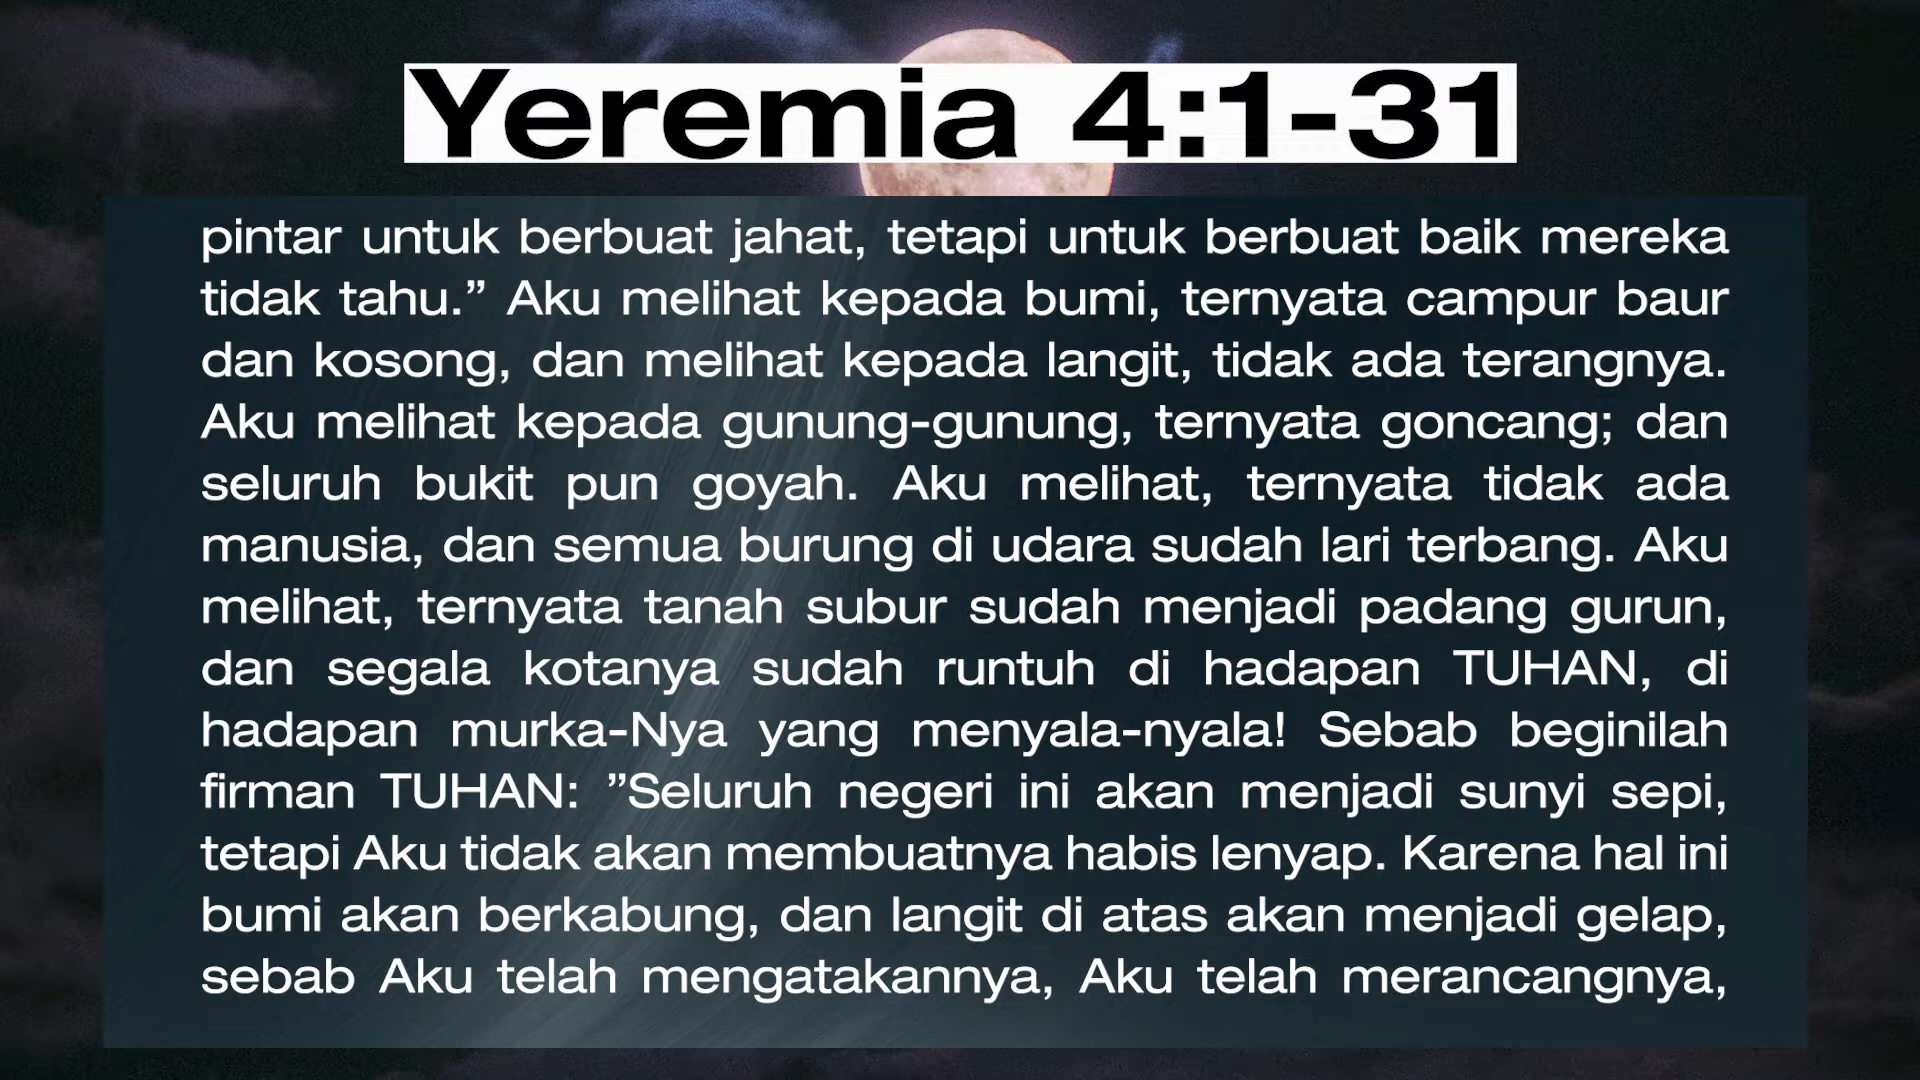 Yeremia 4:1-31
pintar untuk berbuat jahat, tetapi untuk berbuat baik mereka
tidak tahu.” Aku melihat kepada bumi, ternyata campur baur
dan kosong, dan melihat kepada langit, tidak ada terangnya.
Aku melihat kepada gunung-gunung, ternyata goncang; dan
seluruh bukit pun goyah. Aku melihat, ternyata tidak ada
manusia, dan semua burung di udara sudah lari terbang. Aku
melihat, ternyata tanah subur sudah menjadi padang gurun,
dan segala kotanya sudah runtuh di hadapan TUHAN, di
hadapan murka-Nya yang menyala-nyala! Sebab beginilah
firman TUHAN: ”Seluruh negeri ini akan menjadi sunyi sepi,
tetapi Aku tidak akan membuatnya habis lenyap. Karena hal ini
bumi akan berkabung, dan langit di atas akan menjadi gelap,
sebab Aku telah mengatakannya, Aku telah merancangnya,